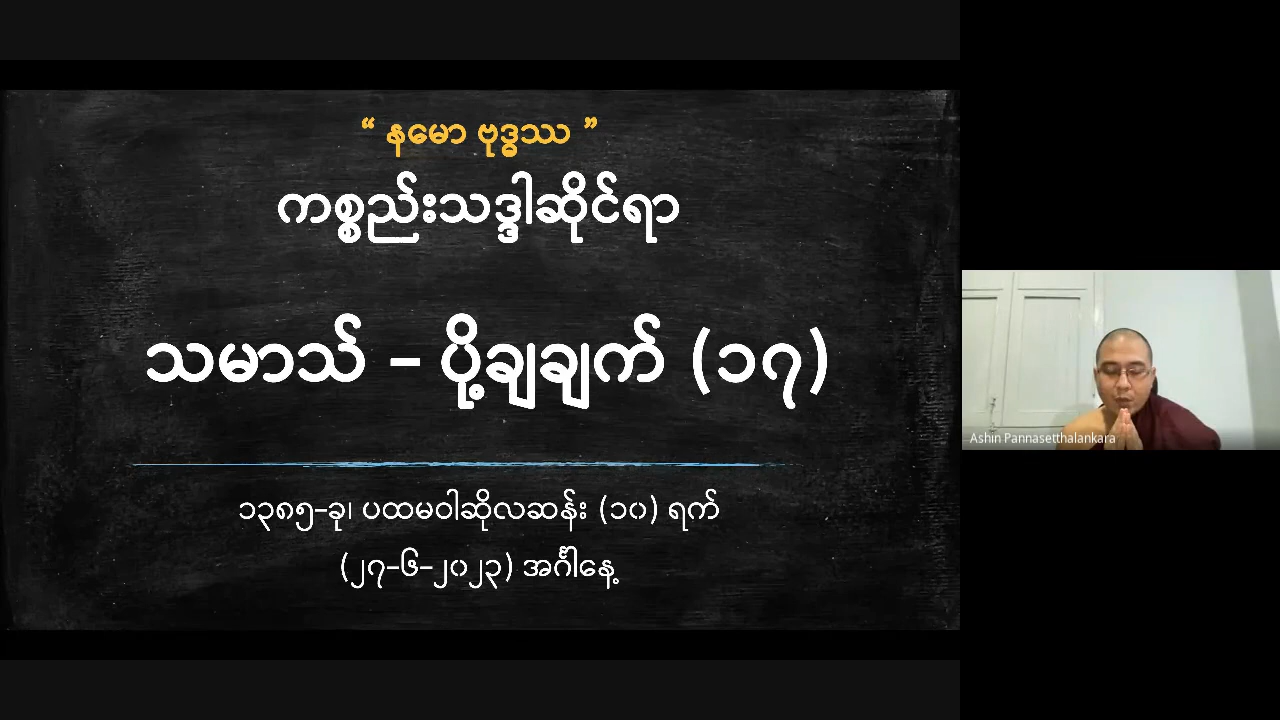 “ နမော ဗုဒ္ဓဿ ”
ကစ္စည်းသဒ္ဒါဆိုင်ရာ
သမာသ် – ပို့ချချက် (၁၇)
၁၃၈၅-ခု၊ ပထမဝါဆိုလဆန်း (၁၀) ရက်
(၂၇-၆-၂၀၂၃) အင်္ဂါနေ့
Ashin Pannasetthalankara